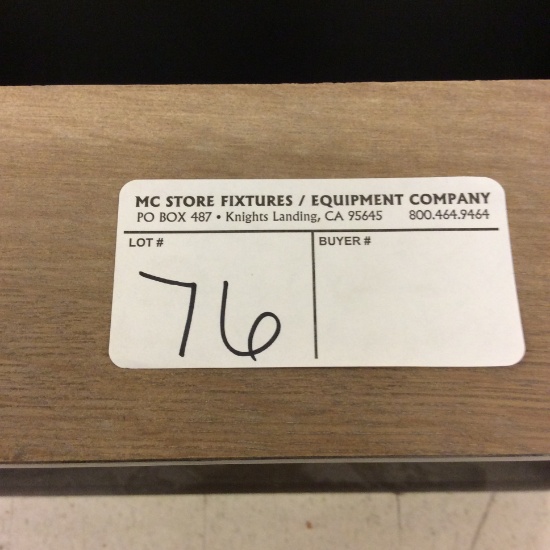 MC STORE FIXTURES / EQUIPMENT COMPANY
PO BOX 487 • Knights Landing, CA 95645 800.464.9464
LOT # BUYER #
76